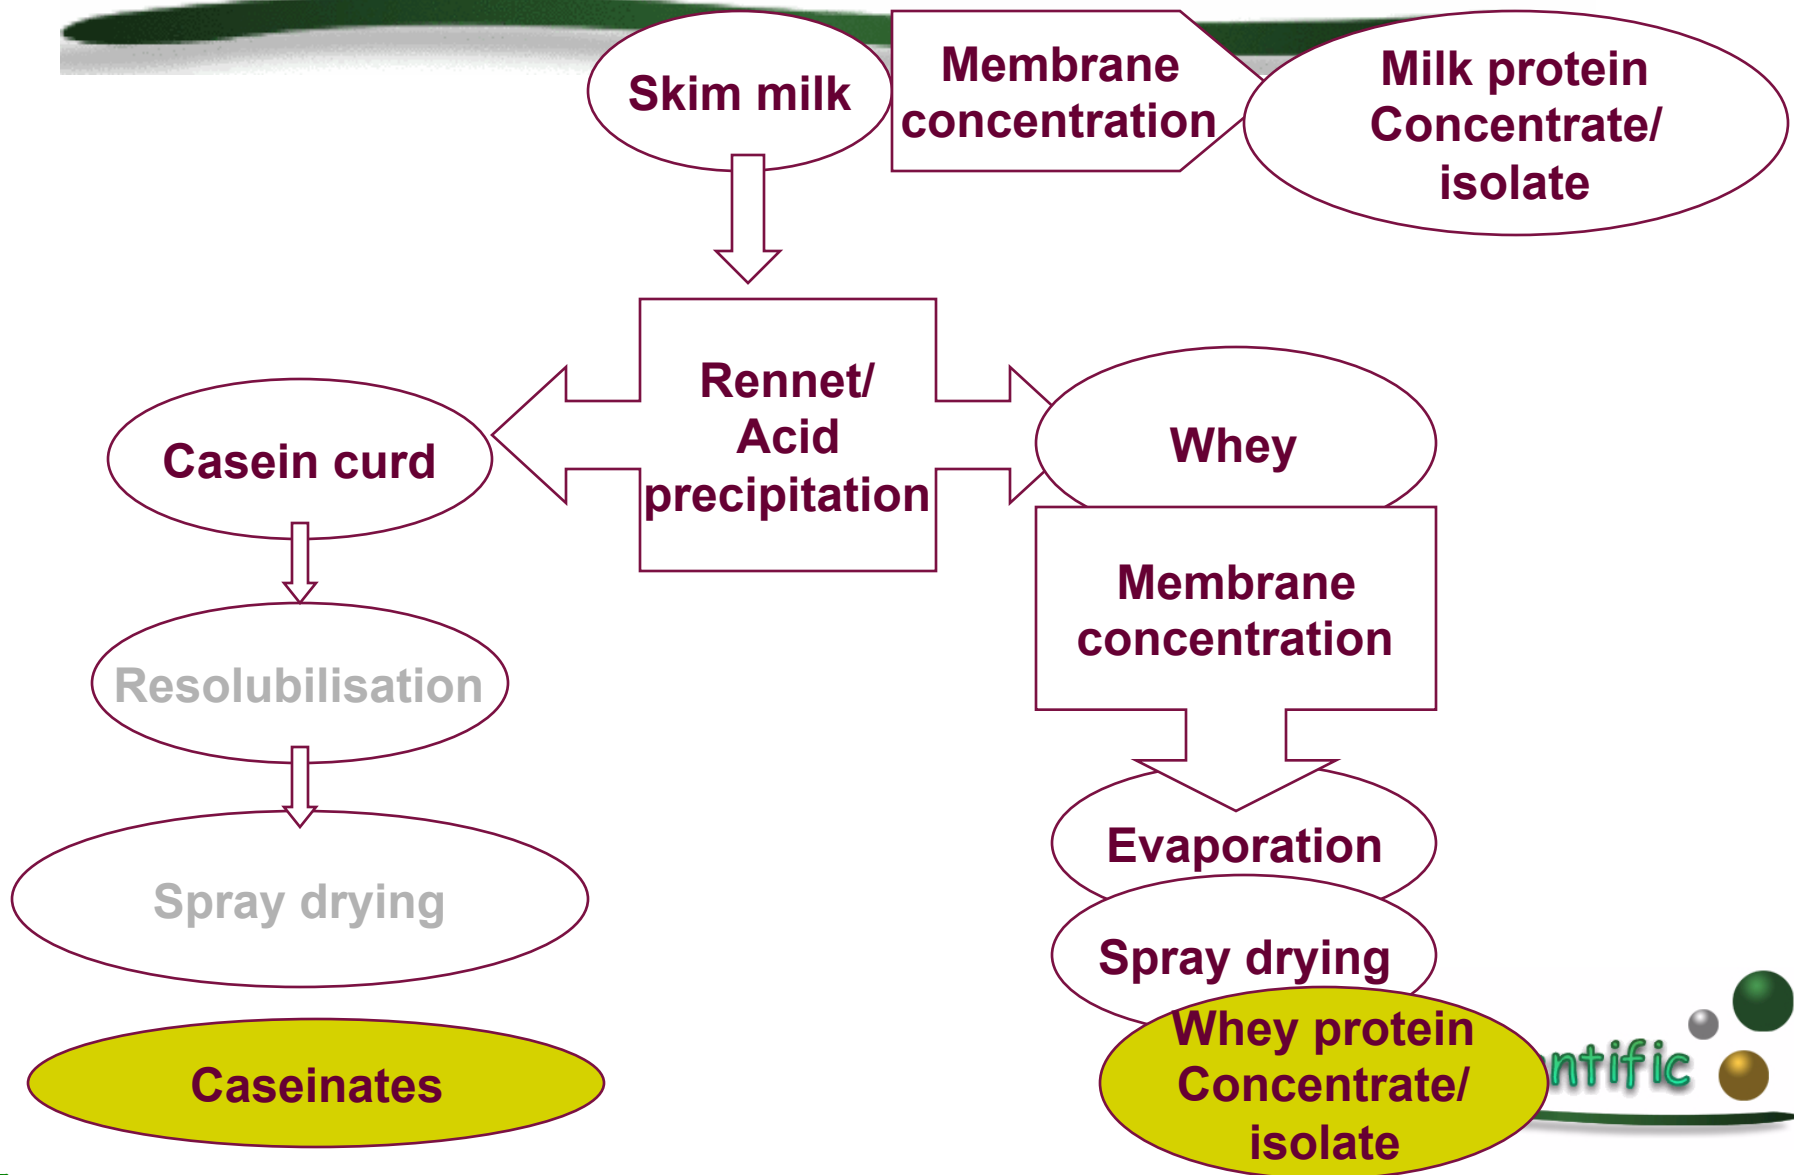 Skim milk
Membrane
concentration
Milk protein
Concentrate/
isolate
Rennet/
Acid
precipitation
Casein curd
Whey
Membrane
concentration
Resolubilisation
Evaporation
Spray drying
Spray drying
Whey protein
Concentrate/
isolate
Caseinates
ntific